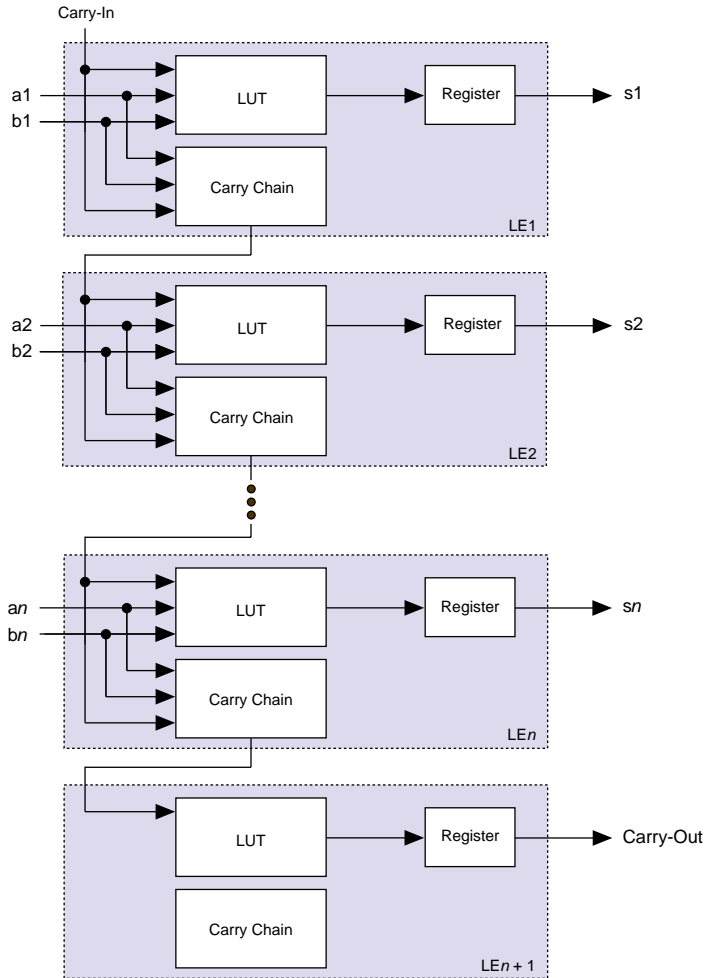 Carry-In
a1
b1
LUT
Register
s1
Carry Chain
LE1
a2
b2
LUT
Register
s2
Carry Chain
LE2
an
bn
LUT
Register
sn
Carry Chain
LEn
LUT
Register
Carry-Out
Carry Chain
LEn + 1